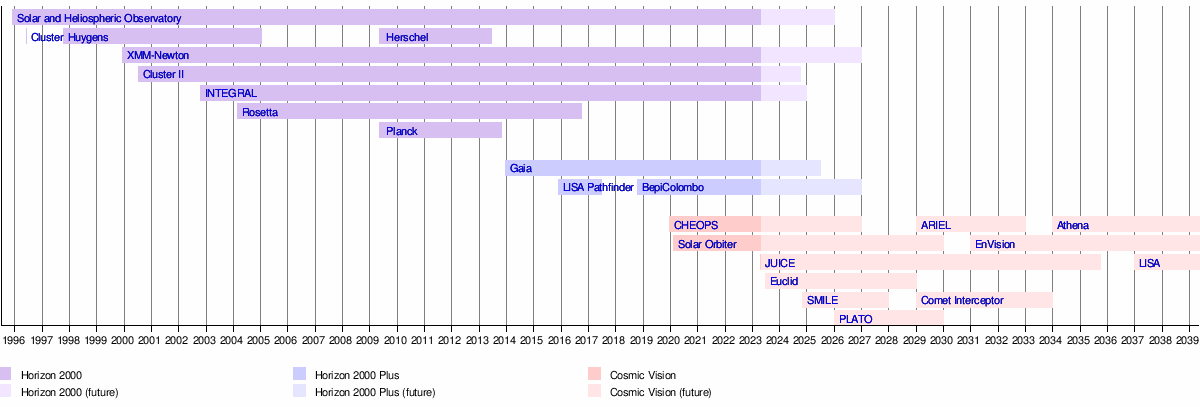 Solar and Heliospheric Observatory
Cluster Huygens Herschel
XMM-Newton
Cluster II
INTEGRAL
Rosetta
Planck
Gaia
LISA Pathfinder BepiColombo
CHEOPS ARIEL Athena
Solar Orbiter EnVision
JUICE LISA
Euclid
SMILE Comet Interceptor
PLATO
1996 1997 1998 1999 2000 2001 2002 2003 2004 2005 2006 2007 2008 2009 2010 2011 2012 2013 2014 2015 2016 2017 2018 2019 2020 2021 2022 2023 2024 2025 2026 2027 2028 2029 2030 2031 2032 2033 2034 2035 2036 2037 2038 2039
Horizon 2000 Horizon 2000 Plus Cosmic Vision
Horizon 2000 (future) Horizon 2000 Plus (future) Cosmic Vision (future)